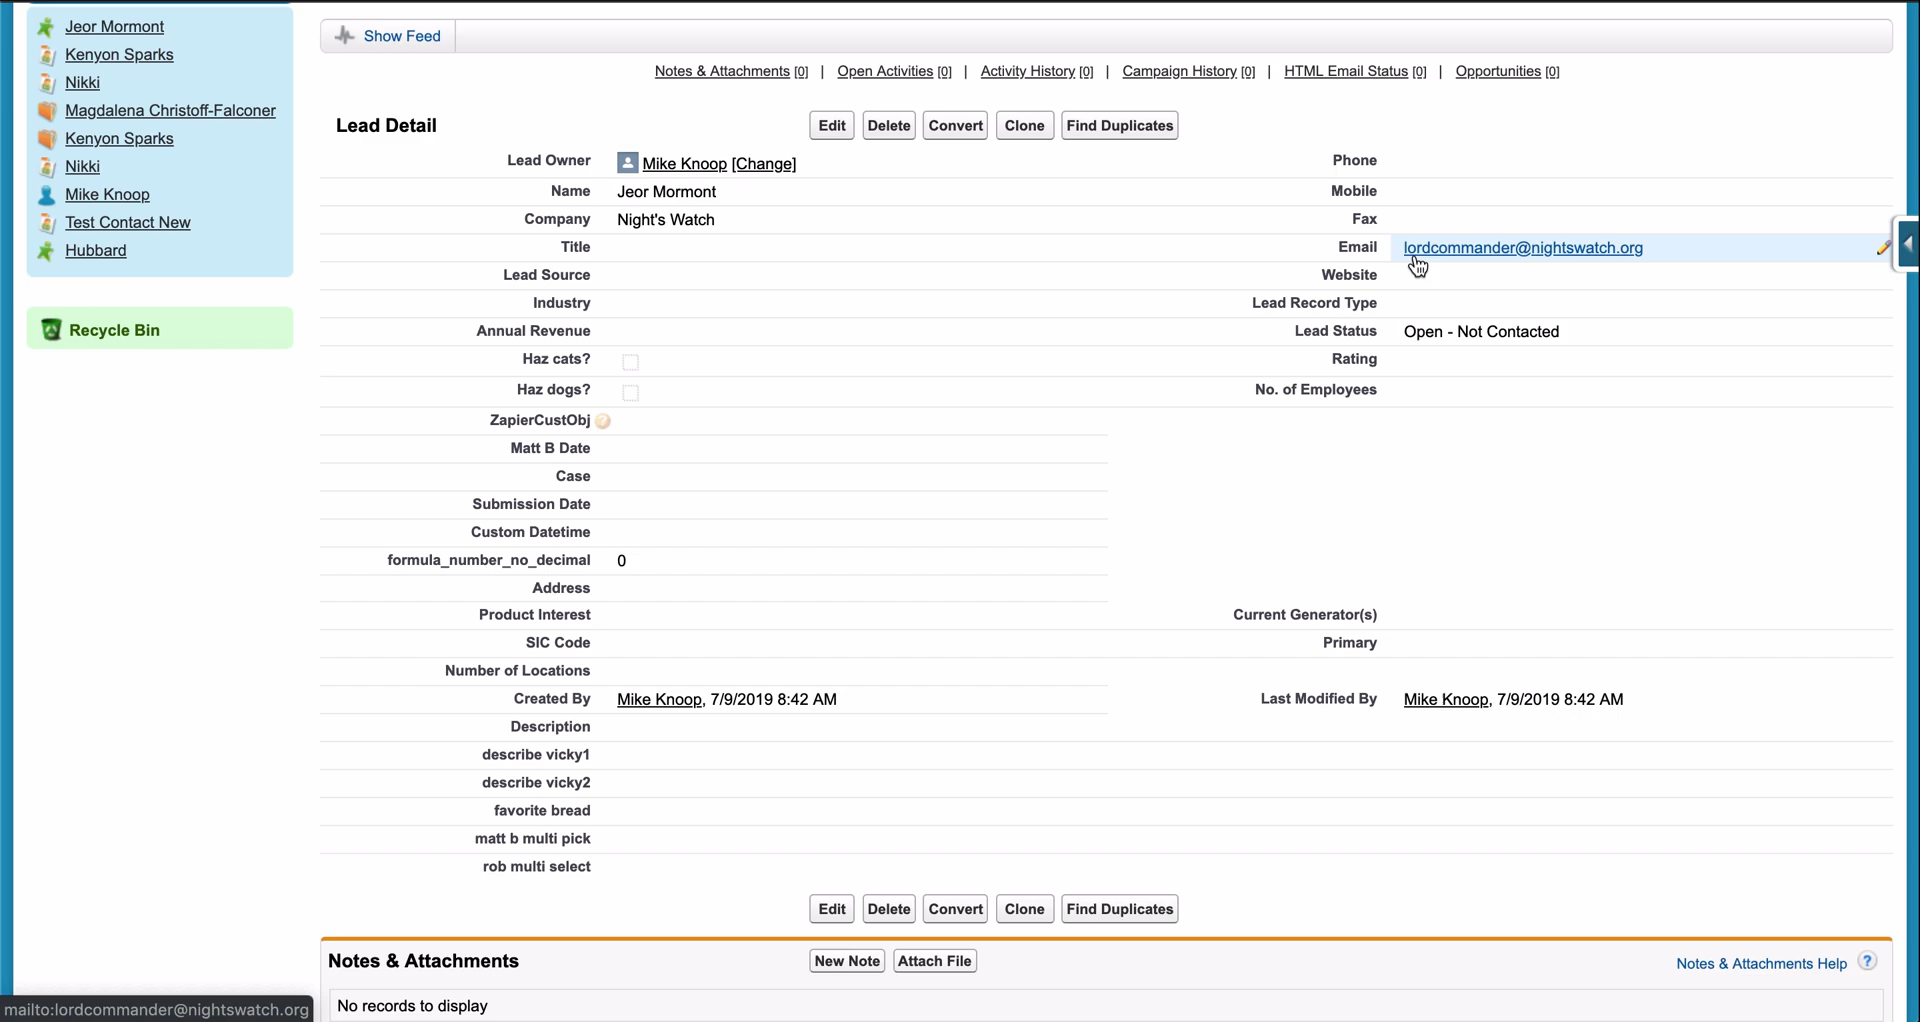 Jeor Mormont
Kenyon Sparks
Nikki
Magdalena Christoff-Falconer
Kenyon Sparks
Nikki
Mike Knoop
Test Contact New
Hubbard
Recycle Bin
Show Feed
Notes & Attachments [0] | Open Activities [0] | Activity History [0] | Campaign History [0] | HTML Email Status [0] | Opportunities [0]
Lead Detail Edit Delete Convert Clone Find Duplicates
Lead Owner Mike Knoop [Change] Phone
Name Jeor Mormont Mobile
Company Night's Watch Fax
Title Email lordcommander@nightswatch.org
Lead Source Website
Industry Lead Record Type
Annual Revenue Lead Status Open - Not Contacted
Haz cats? Rating
Haz dogs? No. of Employees
ZapierCustObj
Matt B Date
Case
Submission Date
Custom Datetime
formula_number_no_decimal 0
Address
Product Interest Current Generator(s)
SIC Code Primary
Number of Locations
Created By Mike Knoop, 7/9/2019 8:42 AM Last Modified By Mike Knoop, 7/9/2019 8:42 AM
Description
describe vicky1
describe vicky2
favorite bread
matt b multi pick
rob multi select
Edit Delete Convert Clone Find Duplicates
Notes & Attachments New Note Attach File Notes & Attachments Help ?
No records to display
mailto:lordcommander@nightswatch.org